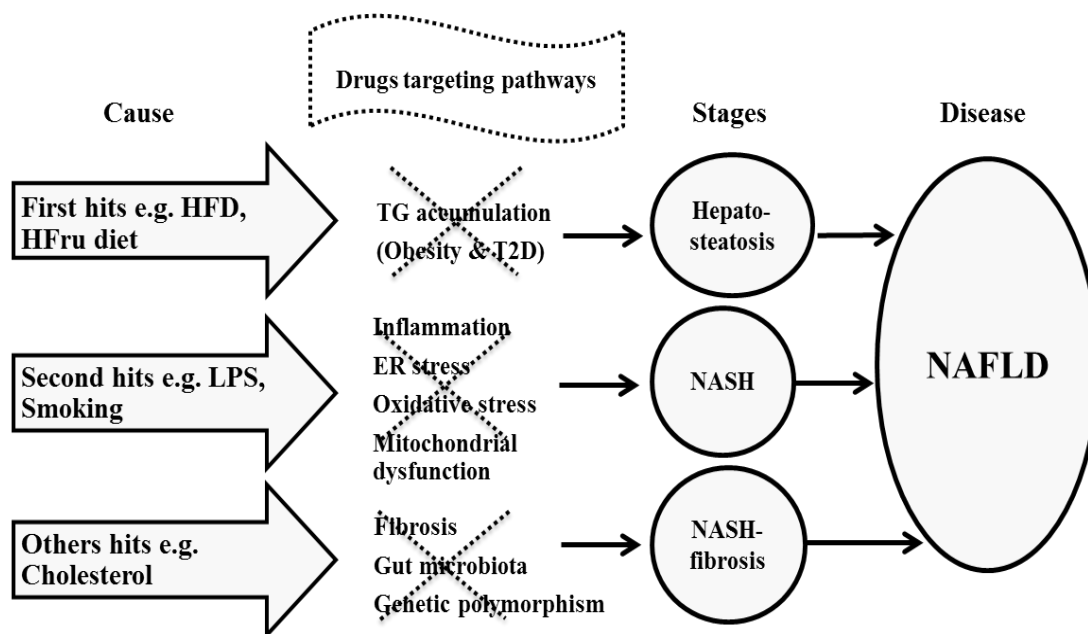 Drugs targeting pathways
Cause
Stages
Disease
First hits e.g. HFD,
HFru diet
TG accumulation
(Obesity & T2D)
Hepato-
steatosis
Second hits e.g. LPS,
Smoking
Inflammation
ER stress
Oxidative stress
Mitochondrial
dysfunction
NASH
NAFLD
Others hits e.g.
Cholesterol
Fibrosis
Gut microbiota
Genetic polymorphism
NASH-
fibrosis